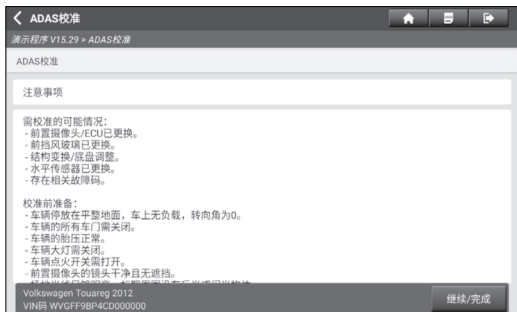 ADAS校准
演示程序 V15.29 > ADAS校准
ADAS校准
注意事项
需校准的可能情况：
- 前置摄像头/ECU已更换。
- 前挡风玻璃已更换。
- 结构变换/底盘调整。
- 水平传感器已更换。
- 存在相关故障码。
校准前准备：
- 车辆停放在平整地面，车上无负载，转向角为0。
- 车辆的所有车门需关闭。
- 车辆的胎压正常。
- 车辆大灯需关闭。
- 车辆点火开关需打开。
- 前置摄像头的镜头干净且无遮挡。
Volkswagen Touareg 2012
VIN码 WVGFF9BP4CD000000
继续/完成